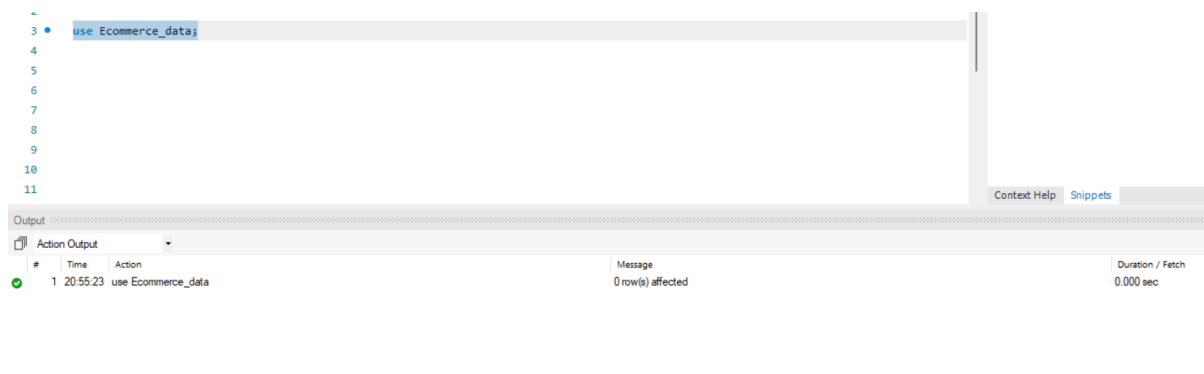 3 use Ecommerce_data;
4
5
6
7
8
9
10
11
Context Help Snippets
Output
Action Output
# Time Action Message Duration / Fetch
1 20:55:23 use Ecommerce_data 0 row(s) affected 0.000 sec